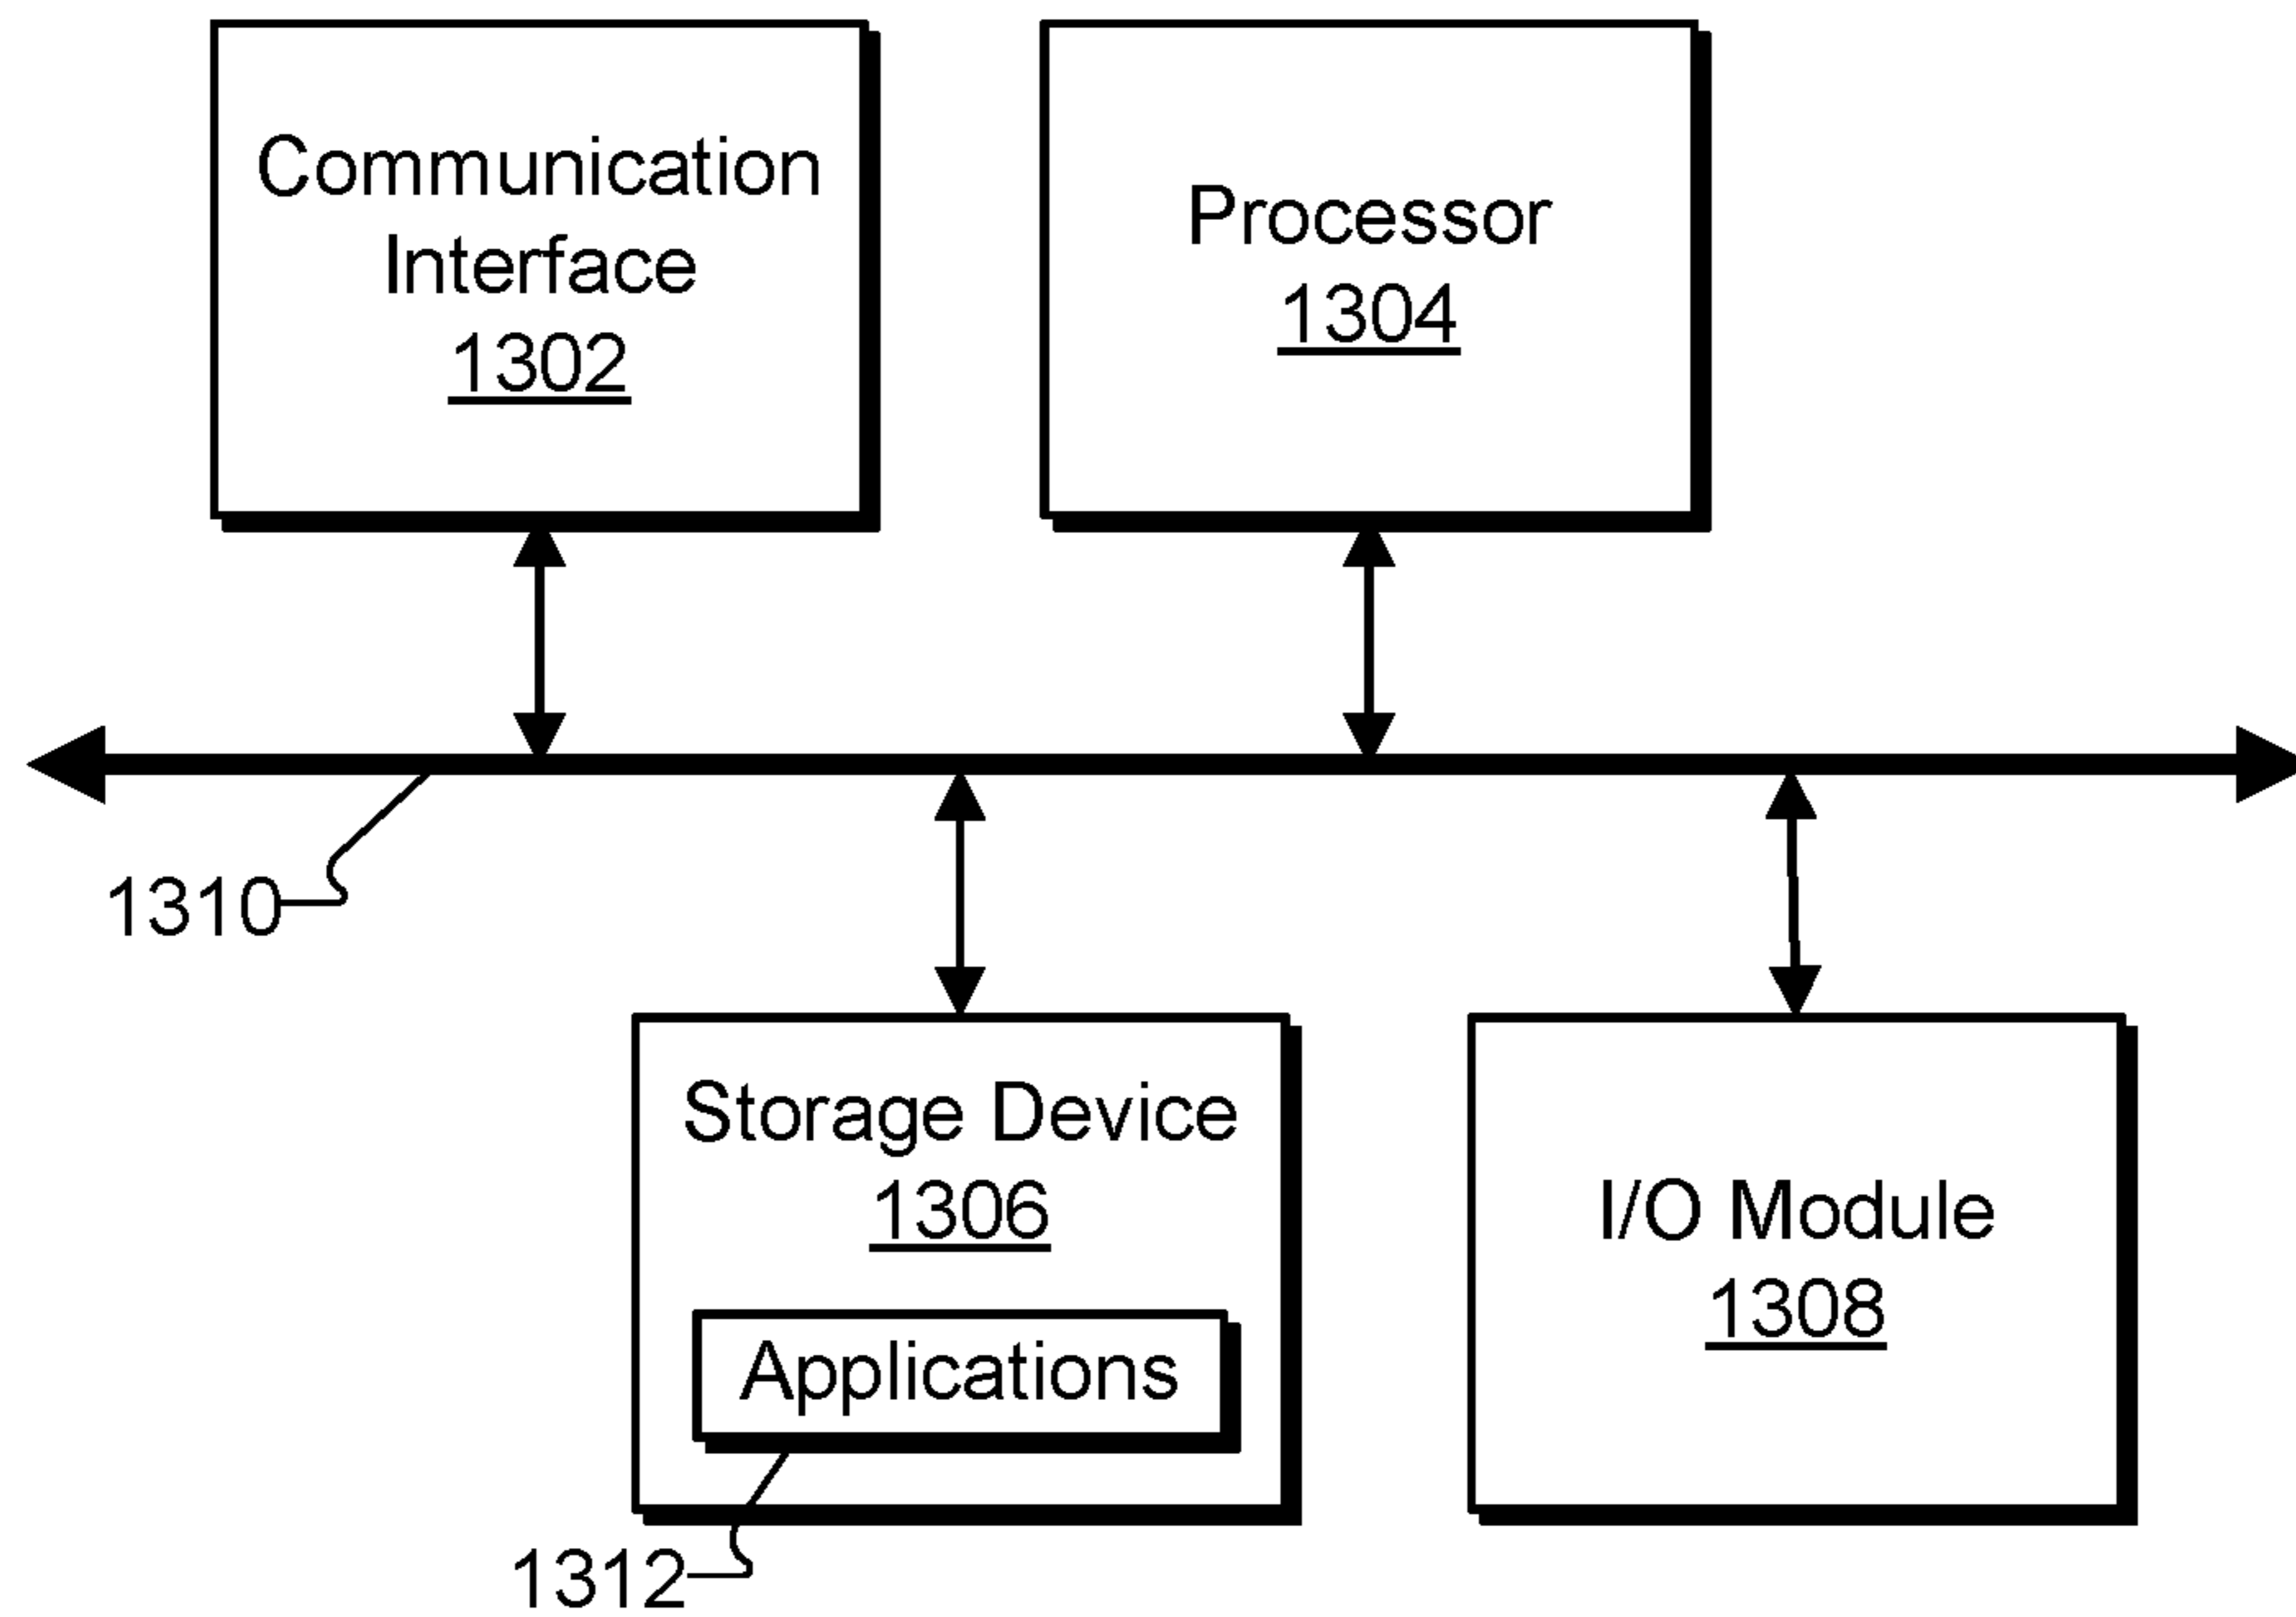 Communication
Interface
1302
Processor
1304
1310
Storage Device
1306
Applications
1312
I/O Module
1308